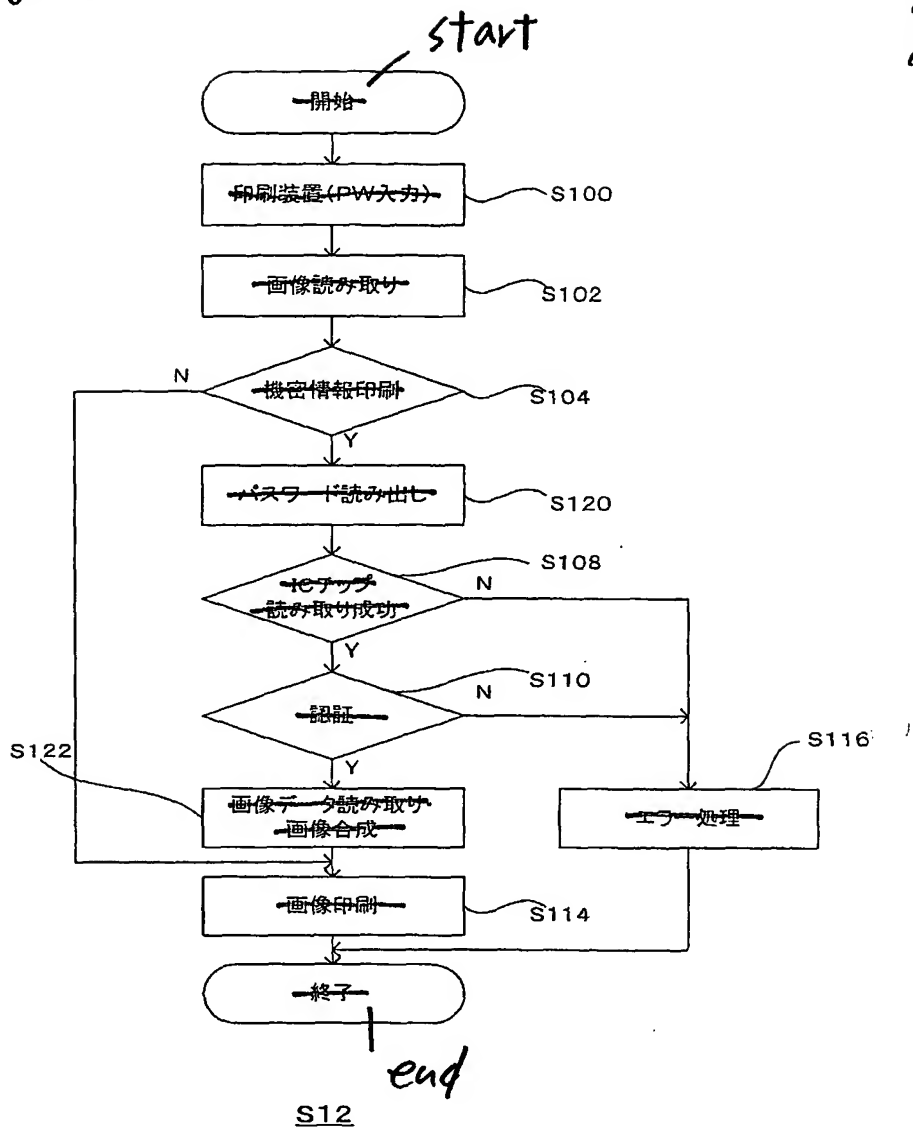 start
開始
印刷装置(PW入力)
S100
画像読み取り
S102
N
機密情報印刷
S104
Y
パスワード読み出し
S120
S108
ICチップ
読み取り成功
N
Y
S110
認証
N
S122
Y
S116
画像データ読み取り
画像合成
エラー処理
画像印刷
S114
終了
end
S12